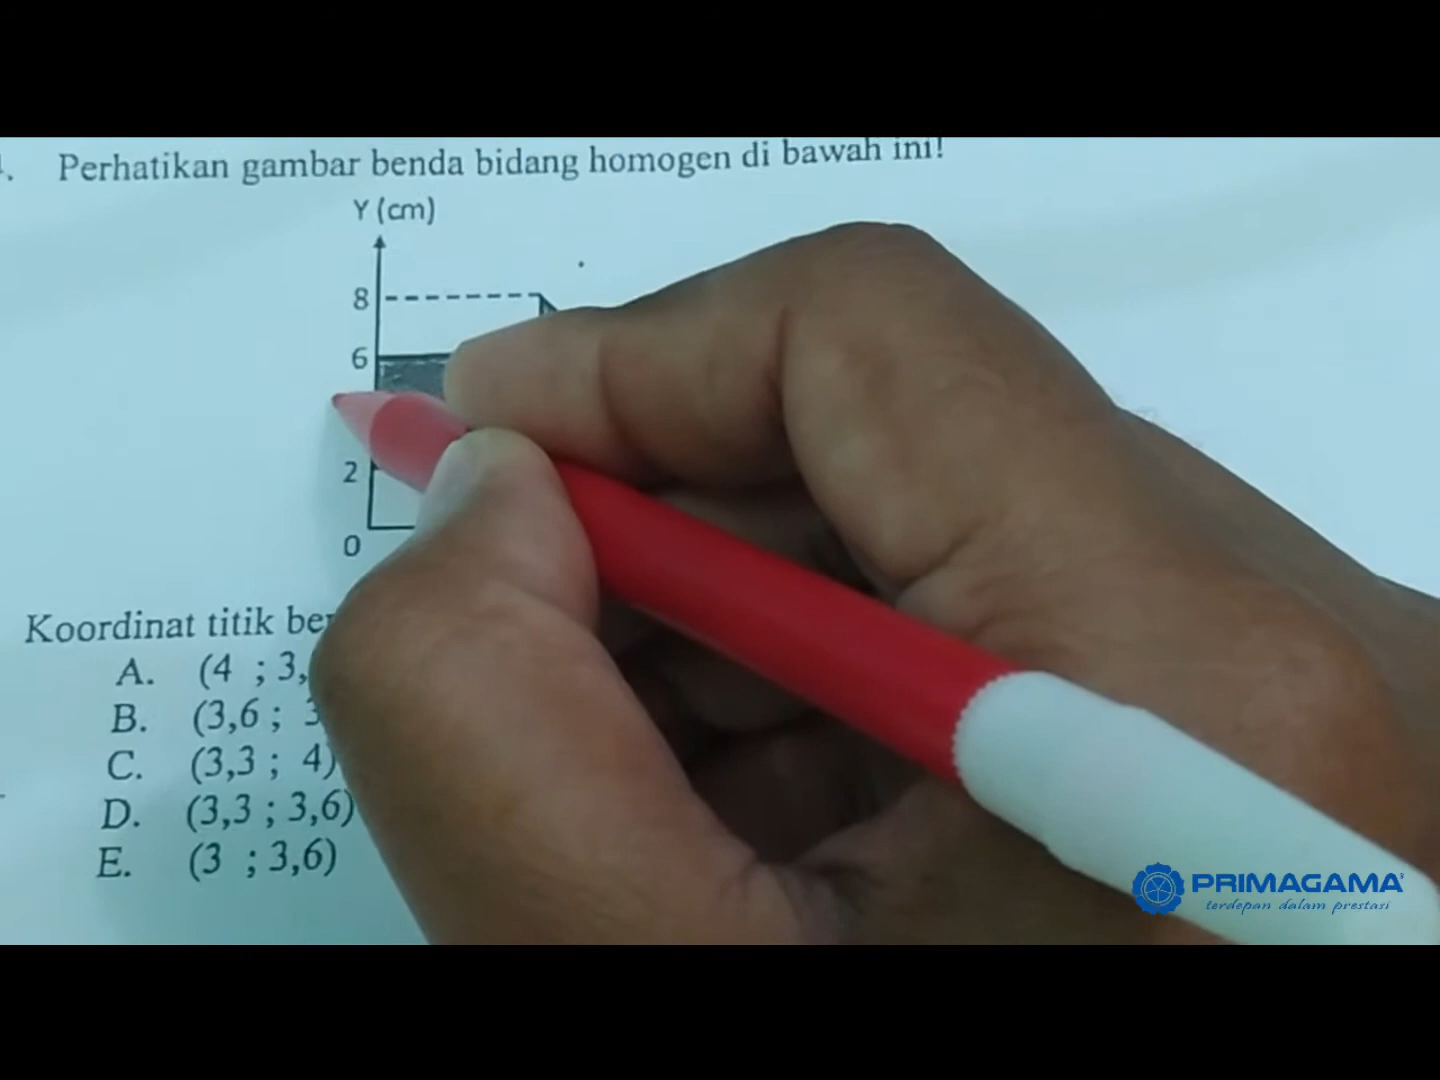 . Perhatikan gambar benda bidang homogen di bawah ini!
Y (cm)
8
6
2
0
Koordinat titik
A. (4 ; 3,
B. (3,6 ;
C. (3,3 ; 4)
D. (3,3 ; 3,6)
E. (3 ; 3,6)
PRIMAGAMA
terdepan dalam prestasi